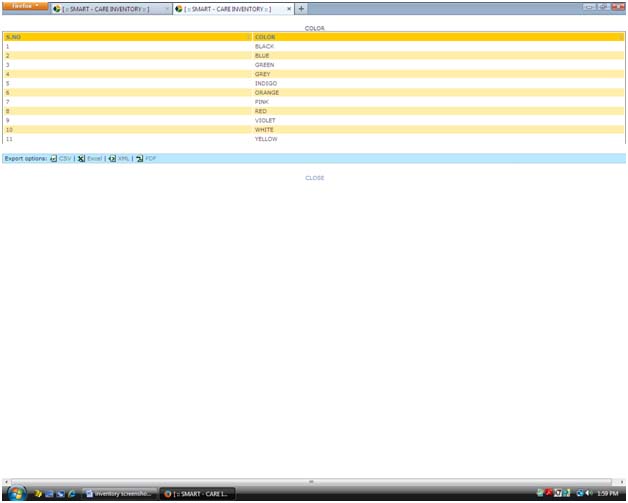 Firefox
[ :: SMART - CARE INVENTORY :: ] × [ :: SMART - CARE INVENTORY :: ] × +
COLOR
S.NO COLOR
1 BLACK
2 BLUE
3 GREEN
4 GREY
5 INDIGO
6 ORANGE
7 PINK
8 RED
9 VIOLET
10 WHITE
11 YELLOW
Export options: CSV | Excel | XML | PDF
CLOSE
inventory screensho... [ :: SMART - CARE I... 1:59 PM